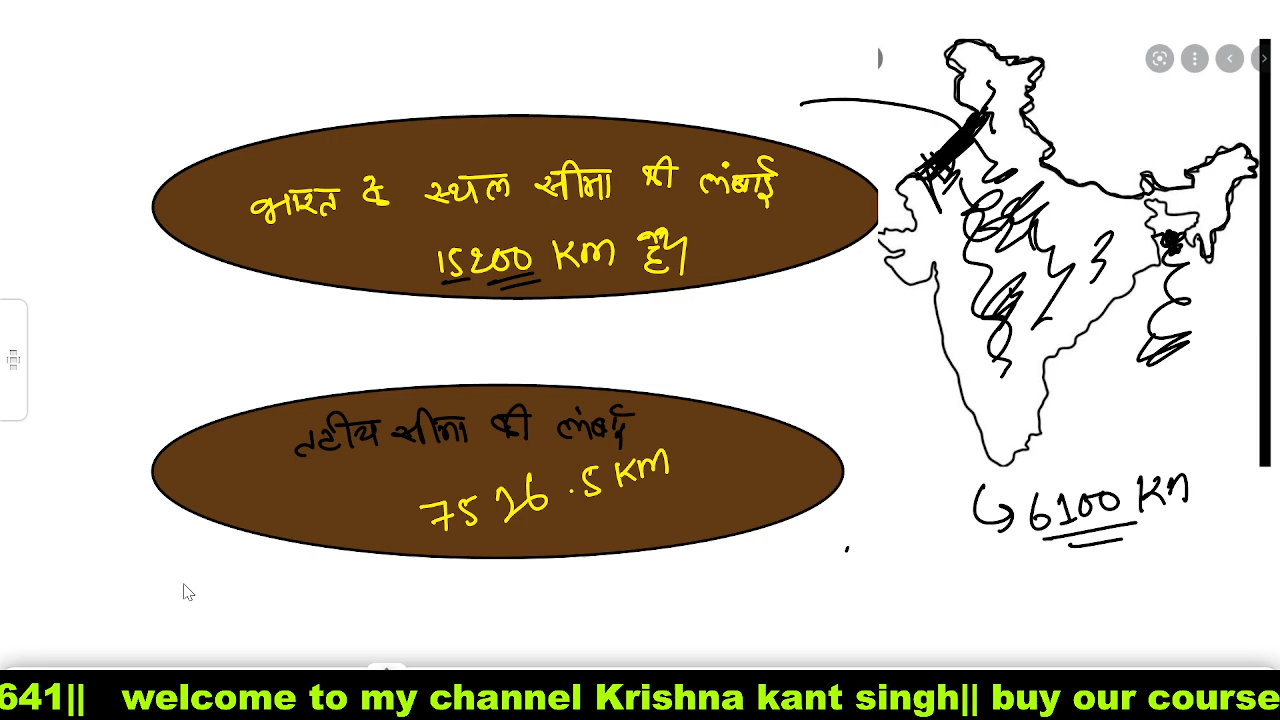 भारत के स्थल सीमा की लंबाई
15200 KM है।
तटीय सीमा की लंबाई
7526.5 KM
6100 KM
641|| welcome to my channel Krishna kant singh|| buy our course